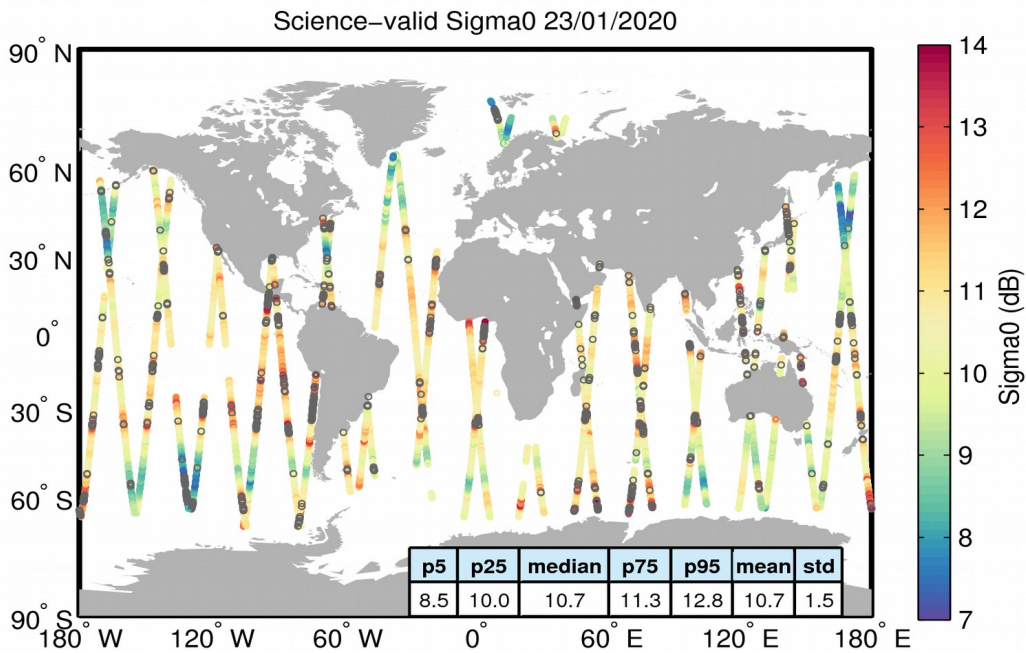 Science−valid Sigma0 23/01/2020
90° N
60° N
30° N
0°
30° S
60° S
90° S
180° W
120° W
60° W
0°
60° E
120° E
180° E
p5 p25 median p75 p95 mean std
8.5 10.0 10.7 11.3 12.8 10.7 1.5
14
13
12
11
10
9
8
7
Sigma0 (dB)